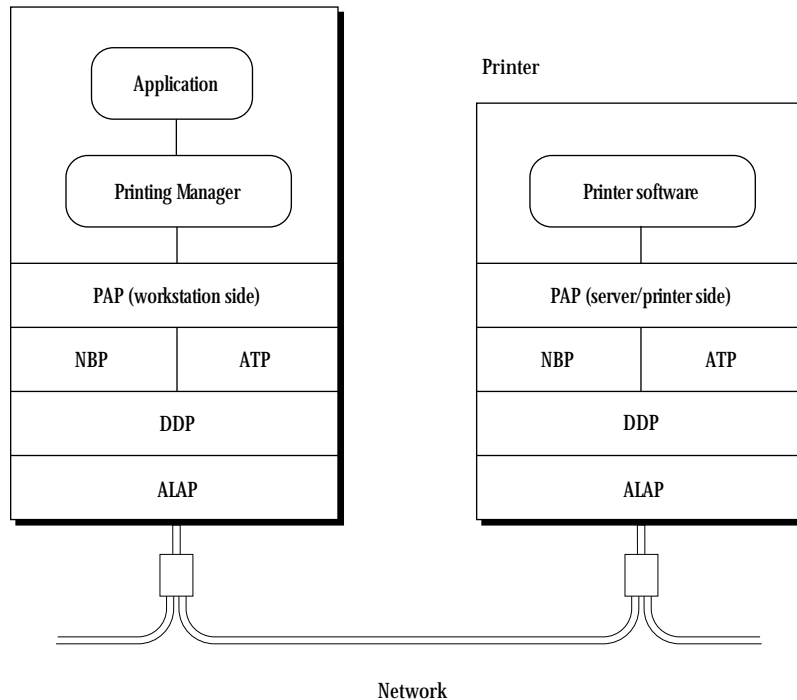 Application
Printing Manager
PAP (workstation side)
NBP
ATP
DDP
ALAP
Printer
Printer software
PAP (server/printer side)
NBP
ATP
DDP
ALAP
Network